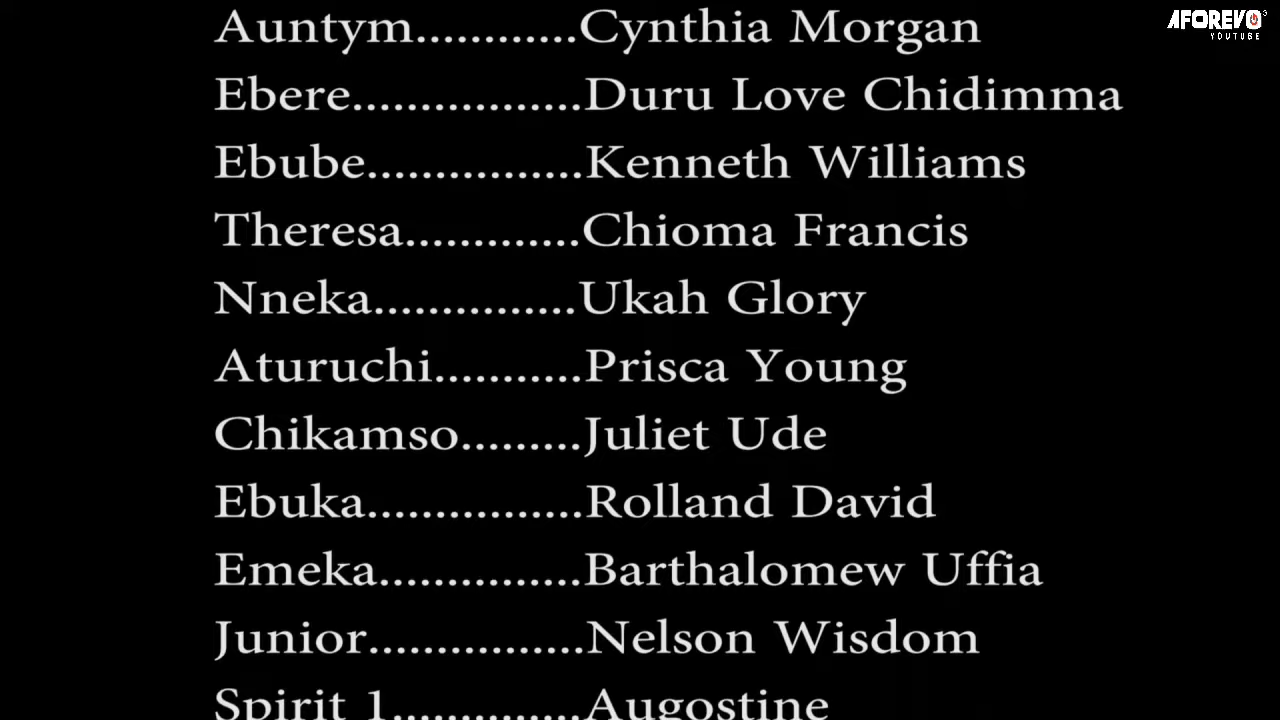 AFOREVO
YOUTUBE
Auntym............Cynthia Morgan
Ebere.................Duru Love Chidimma
Ebube................Kenneth Williams
Theresa.............Chioma Francis
Nneka...............Ukah Glory
Aturuchi...........Prisca Young
Chikamso.........Juliet Ude
Ebuka................Rolland David
Emeka...............Barthalomew Uffia
Junior................Nelson Wisdom
Spirit 1..............Augostine